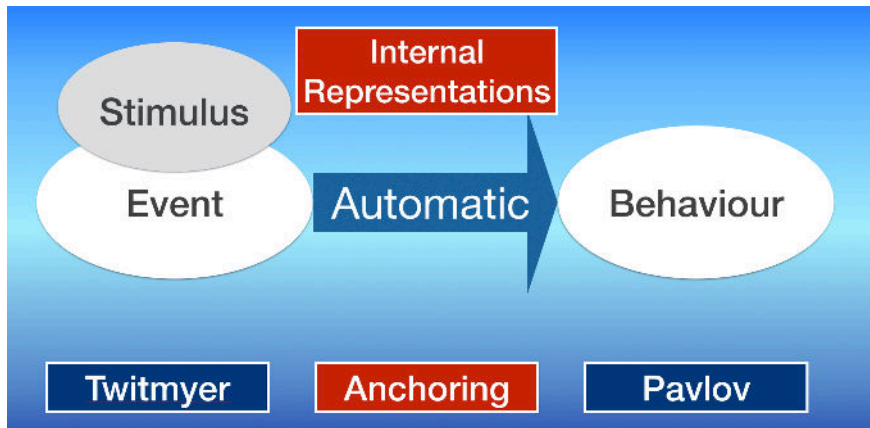 Internal
Representations
Stimulus
Event
Automatic
Behaviour
Twitmyer
Anchoring
Pavlov